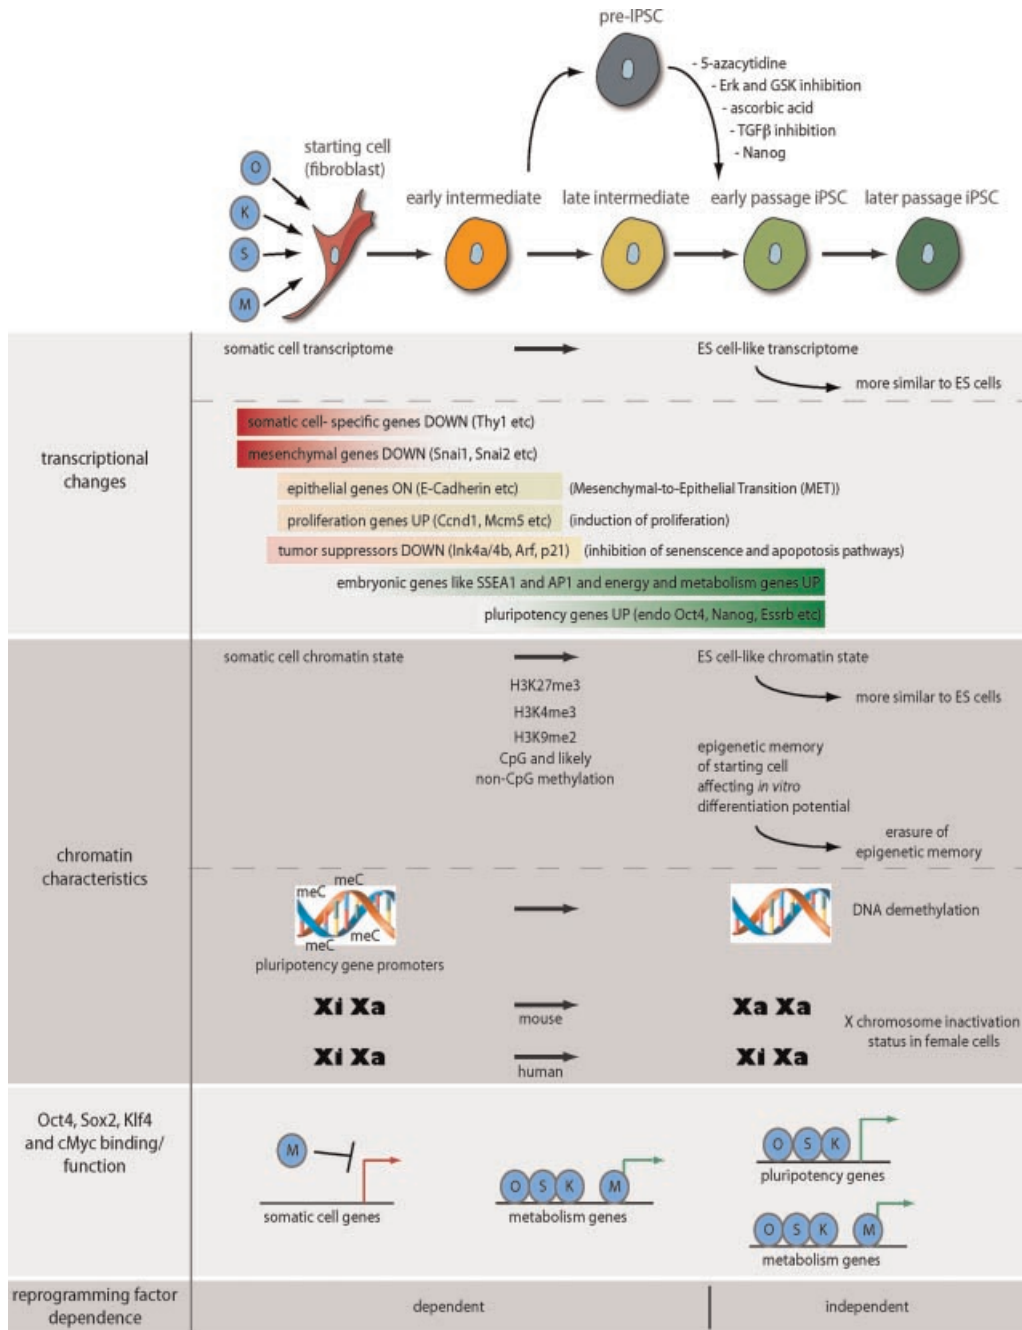 pre-iPSC
- 5-azacytidine
- Erk and GSK inhibition
- ascorbic acid
- TGFβ inhibition
- Nanog
starting cell
(fibroblast)
O
K
S
M
early intermediate
late intermediate
early passage iPSC
later passage iPSC
transcriptional
changes
somatic cell transcriptome
ES cell-like transcriptome
more similar to ES cells
somatic cell- specific genes DOWN (Thy1 etc)
mesenchymal genes DOWN (Snai1, Snai2 etc)
epithelial genes ON (E-Cadherin etc) (Mesenchymal-to-Epithelial Transition (MET))
proliferation genes UP (Ccnd1, Mcm5 etc) (induction of proliferation)
tumor suppressors DOWN (Ink4a/4b, Arf, p21) (inhibition of senenscence and apopotosis pathways)
embryonic genes like SSEA1 and AP1 and energy and metabolism genes UP
pluripotency genes UP (endo Oct4, Nanog, Essrb etc)
chromatin
characteristics
somatic cell chromatin state
ES cell-like chromatin state
more similar to ES cells
H3K27me3
H3K4me3
H3K9me2
CpG and likely
non-CpG methylation
epigenetic memory
of starting cell
affecting in vitro
differentiation potential
erasure of
epigenetic memory
meC
meC
meC
meC
pluripotency gene promoters
DNA demethylation
Xi Xa
mouse
Xa Xa
Xi Xa
human
Xi Xa
X chromosome inactivation
status in female cells
Oct4, Sox2, Klf4
and cMyc binding/
function
M
somatic cell genes
O S K M
metabolism genes
O S K
pluripotency genes
O S K M
metabolism genes
reprogramming factor
dependence
dependent
independent